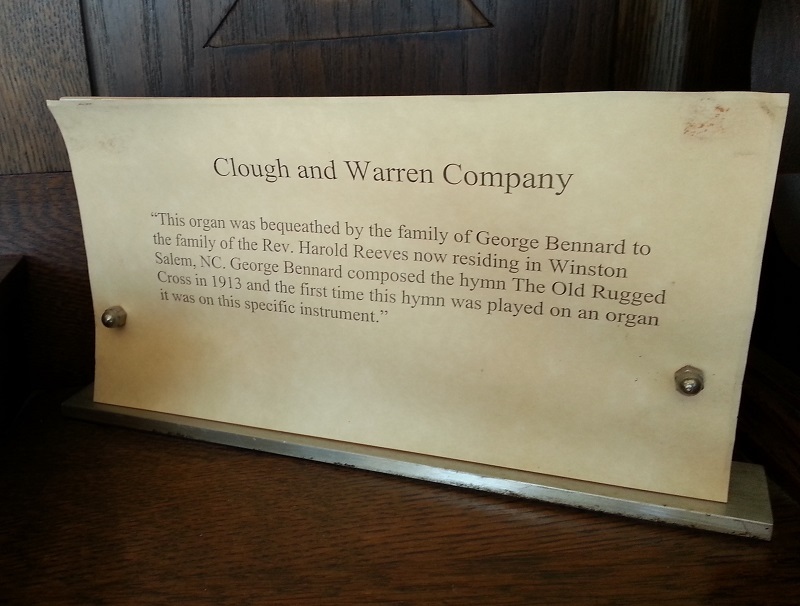 Clough and Warren Company
“This organ was bequeathed by the family of George Bennard to
the family of the Rev. Harold Reeves now residing in Winston
Salem, NC. George Bennard composed the hymn The Old Rugged
Cross in 1913 and the first time this hymn was played on an organ
it was on this specific instrument.”